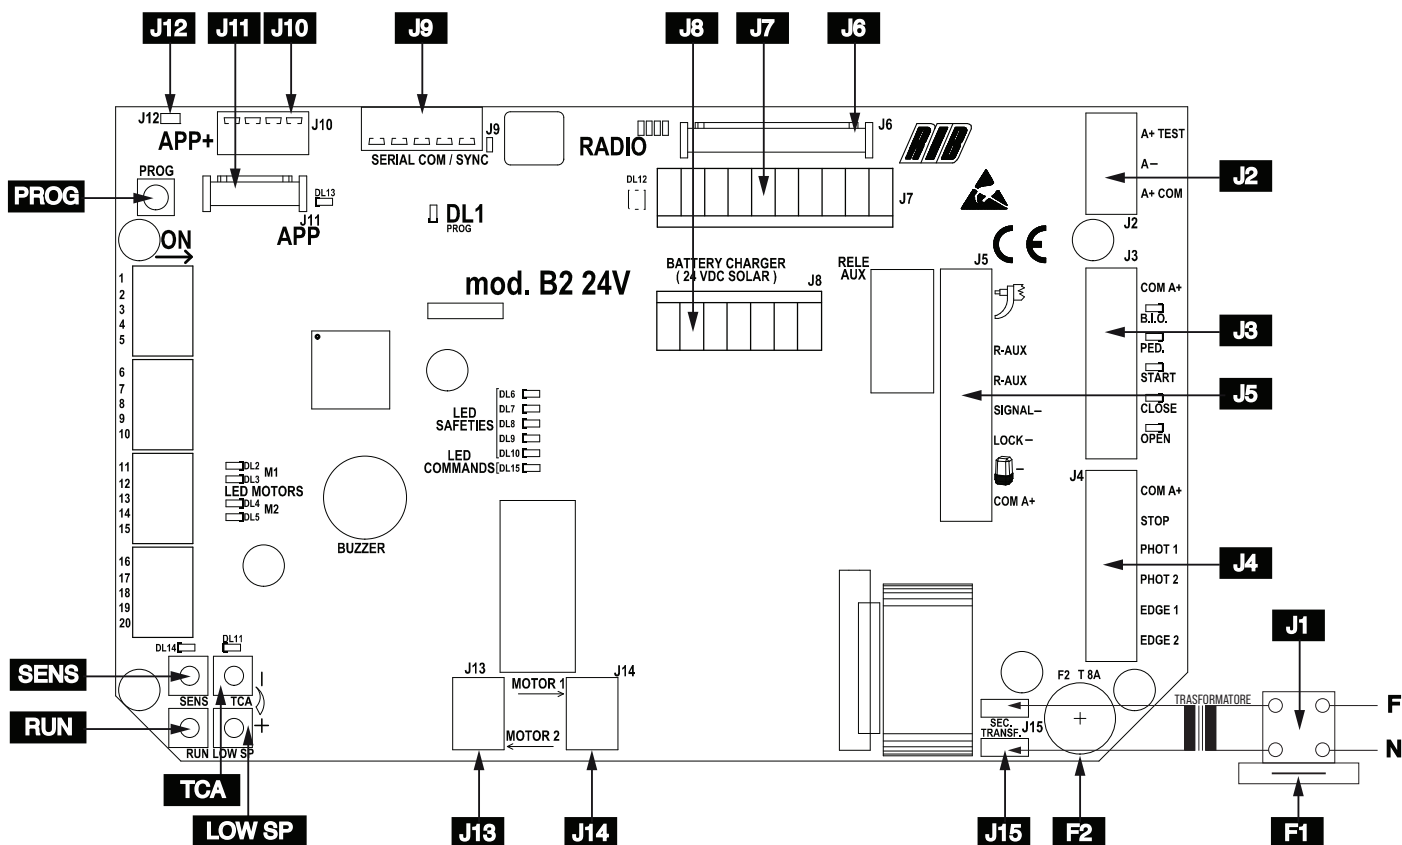 J12
J11
J10
J9
J8
J7
J6
J12
APP+
J10
J9
SERIAL COM / SYNC
RADIO
J6
RIB
A+ TEST
A–
A+ COM
J2
J2
PROG
PROG
DL13
J11
APP
DL1
PROG
DL12
J7
ON
CE
mod. B2 24V
BATTERY CHARGER
( 24 VDC SOLAR )
J8
RELE
AUX
J5
R-AUX
R-AUX
SIGNAL–
LOCK –
–
COM A+
J3
COM A+
B.I.O.
PED.
START
CLOSE
OPEN
J3
J5
1
2
3
4
5
6
7
8
9
10
11
12
13
14
15
16
17
18
19
20
DL6
DL7
DL8
DL9
DL10
DL15
LED
SAFETIES
LED
COMMANDS
DL2
M1
DL3
LED MOTORS
DL4
M2
DL5
BUZZER
J4
COM A+
STOP
PHOT 1
PHOT 2
EDGE 1
EDGE 2
J4
J1
DL14
DL11
SENS
SENS
TCA
–
+
RUN
RUN
LOW SP
J13
MOTOR 1
J14
MOTOR 2
F2 T 8A
SEC.
TRANSF.
J15
TRASFORMATORE
F
N
TCA
LOW SP
J13
J14
J15
F2
F1